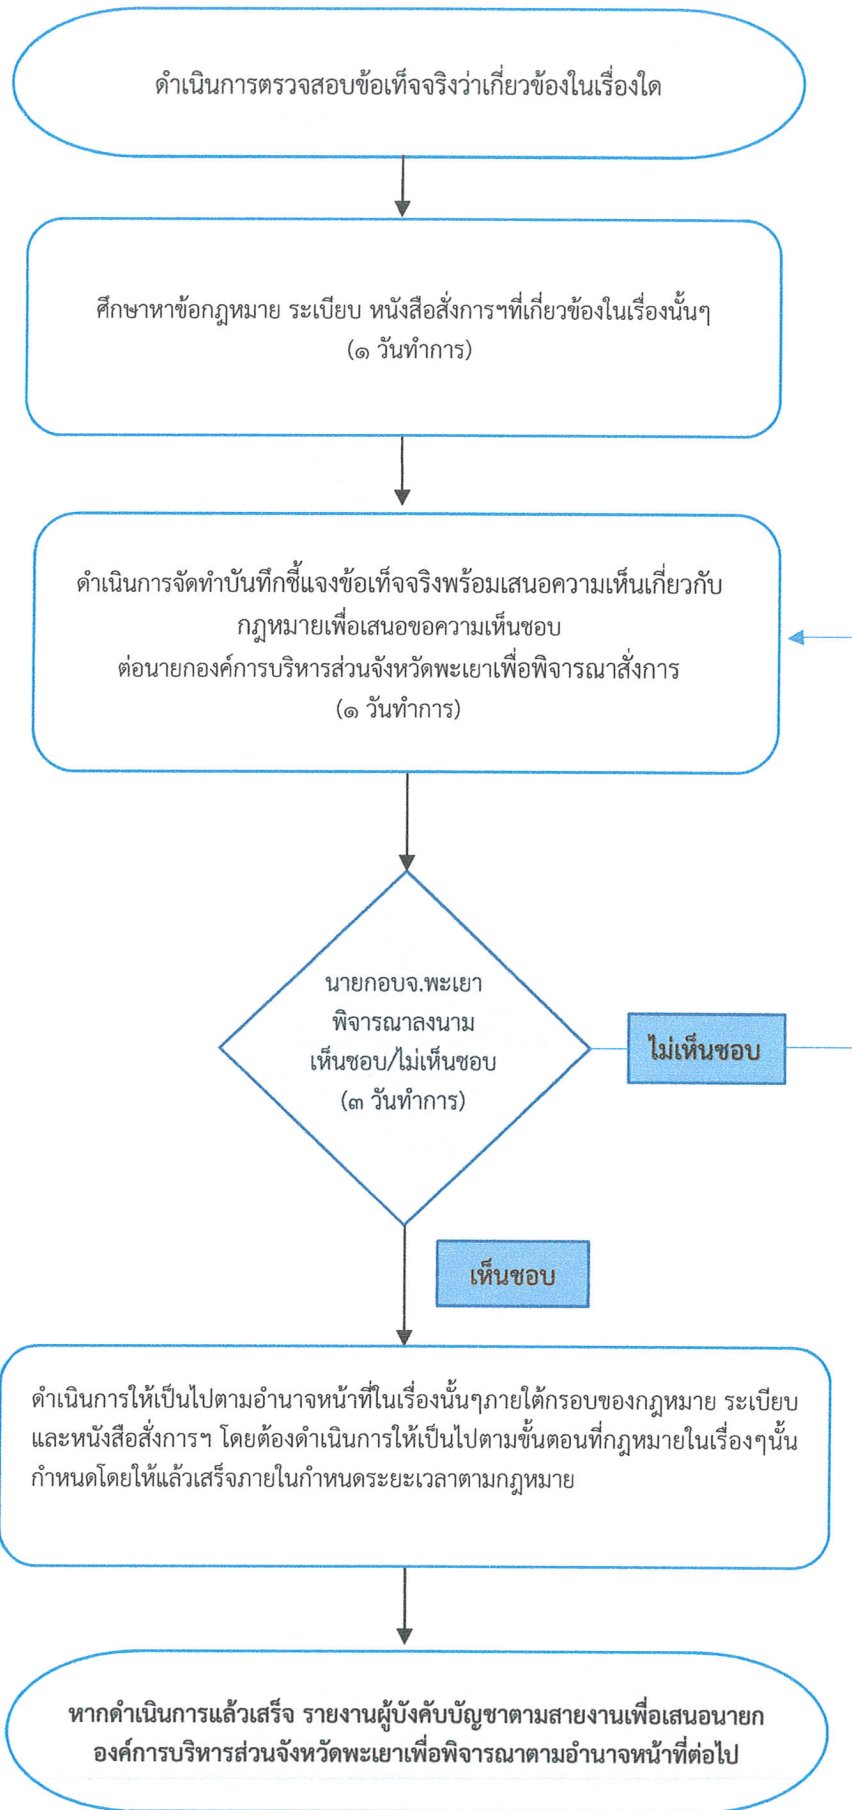 ดำเนินการตรวจสอบข้อเท็จจริงว่าเกี่ยวข้องในเรื่องใด
ศึกษาหาข้อกฎหมาย ระเบียบ หนังสือสั่งการฯที่เกี่ยวข้องในเรื่องนั้นๆ
(๑ วันทำการ)
ดำเนินการจัดทำบันทึกชี้แจงข้อเท็จจริงพร้อมเสนอความเห็นเกี่ยวกับ
กฎหมายเพื่อเสนอขอความเห็นชอบ
ต่อนายกองค์การบริหารส่วนจังหวัดพะเยาเพื่อพิจารณาสั่งการ
(๑ วันทำการ)
นายกอบจ.พะเยา
พิจารณาลงนาม
เห็นชอบ/ไม่เห็นชอบ
(๓ วันทำการ)
ไม่เห็นชอบ
เห็นชอบ
ดำเนินการให้เป็นไปตามอำนาจหน้าที่ในเรื่องนั้นๆภายใต้กรอบของกฎหมาย ระเบียบ
และหนังสือสั่งการฯ โดยต้องดำเนินการให้เป็นไปตามขั้นตอนที่กฎหมายในเรื่องๆนั้น
กำหนดโดยให้แล้วเสร็จภายในกำหนดระยะเวลาตามกฎหมาย
หากดำเนินการแล้วเสร็จ รายงานผู้บังคับบัญชาตามสายงานเพื่อเสนอนายก
องค์การบริหารส่วนจังหวัดพะเยาเพื่อพิจารณาตามอำนาจหน้าที่ต่อไป